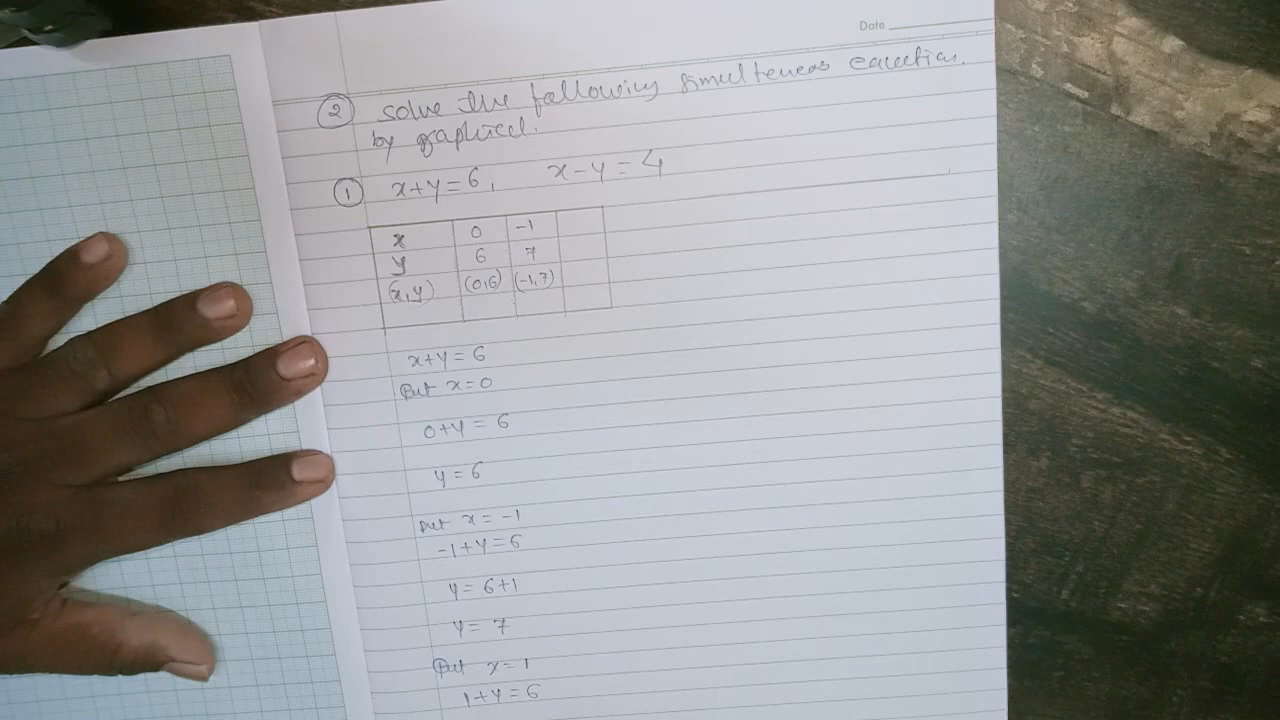 Date
② Solve the following simulteneos equation.
by graphical.
① x+y=6, x-y=4
x 0 -1
y 6 7
(x,y) (0,6) (-1,7)
x+y=6
Put x=0
0+y=6
y=6
Put x=-1
-1+y=6
y=6+1
y=7
Put x=1
1+y=6